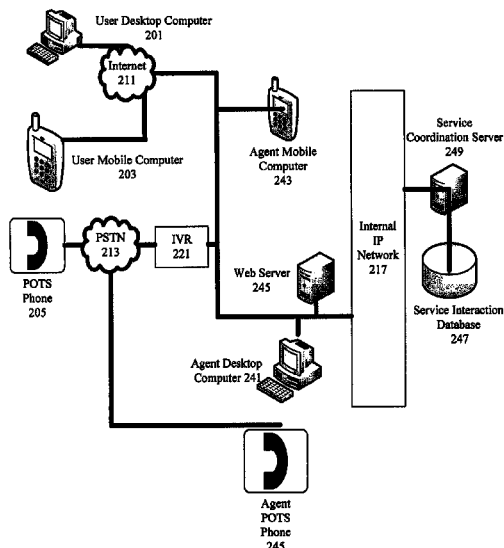 User Desktop Computer
201
Internet
211
User Mobile Computer
203
Agent Mobile
Computer
243
Service
Coordination Server
249
PSTN
213
IVR
221
POTS
Phone
205
Web Server
245
Internal
IP
Network
217
Service Interaction
Database
247
Agent Desktop
Computer 241
Agent
POTS
Phone
245